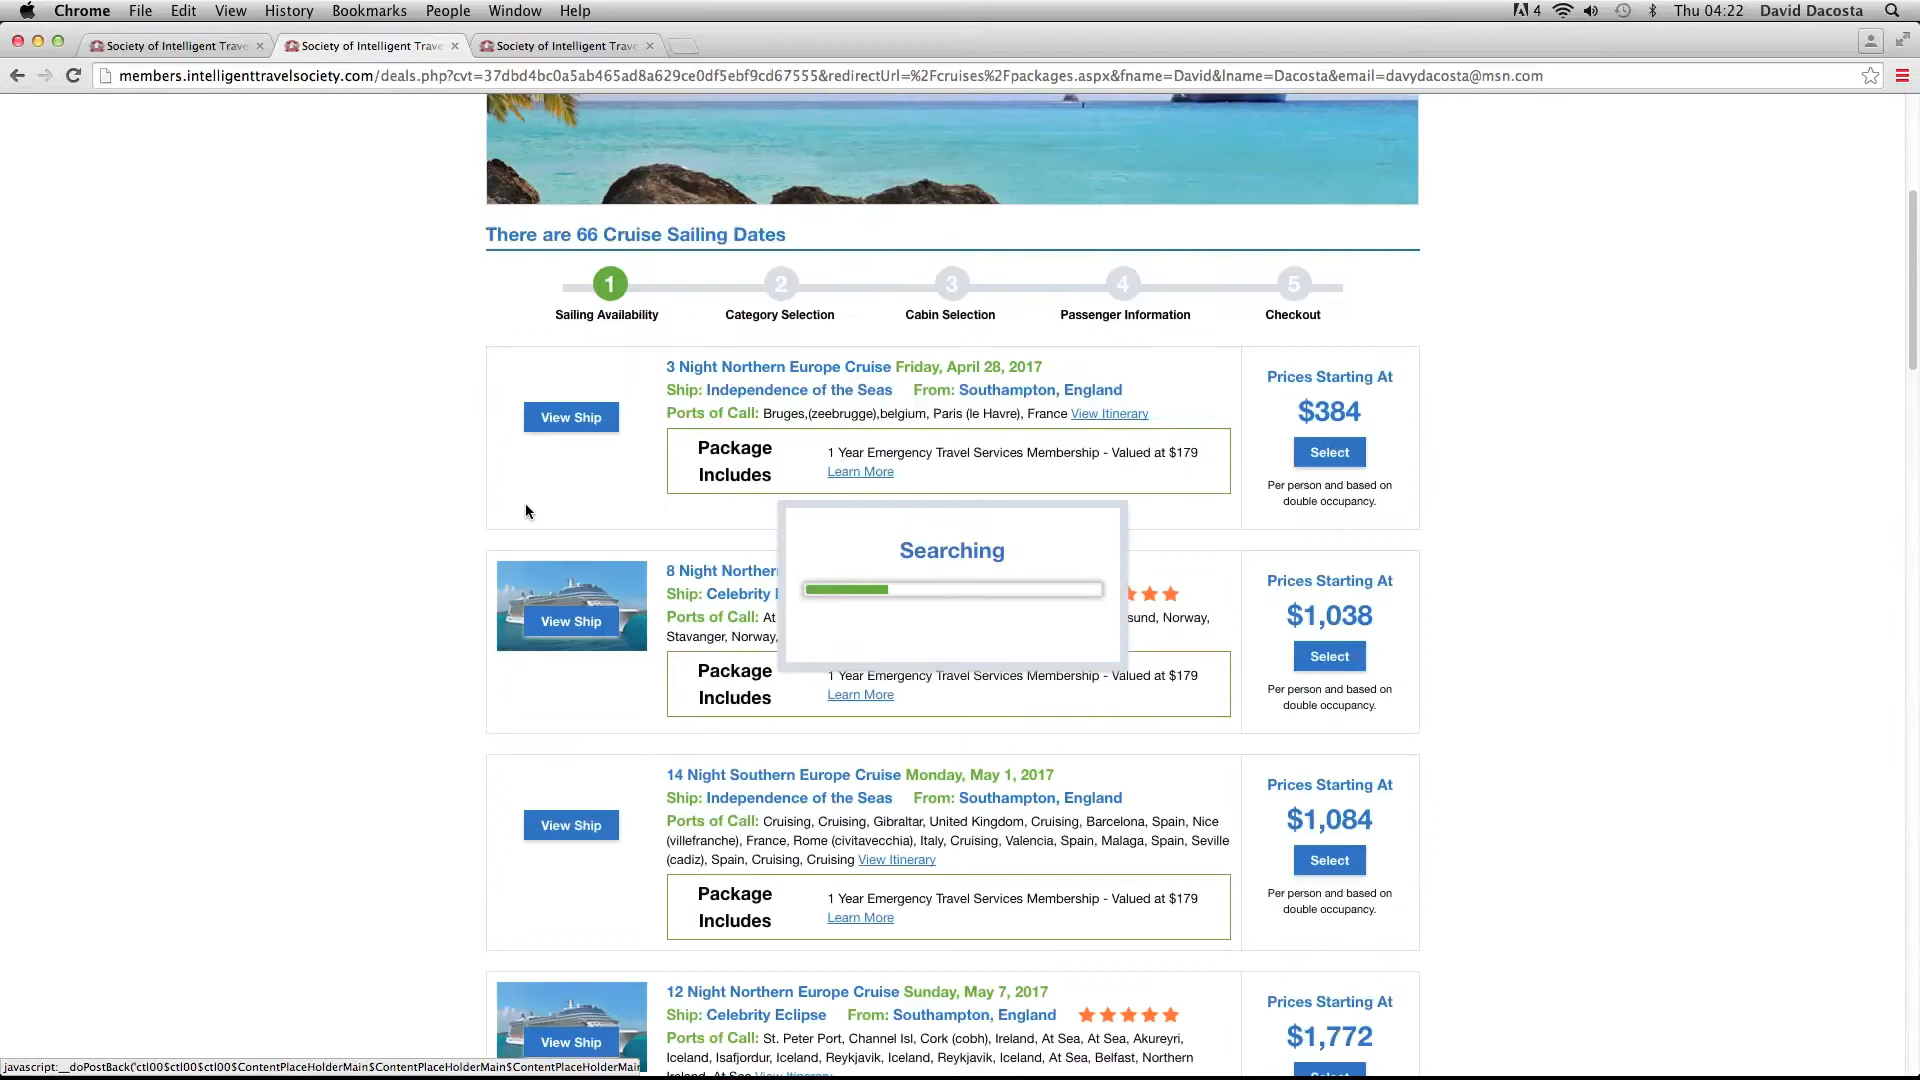 Chrome File Edit View History Bookmarks People Window Help 4 Thu 04:22 David Dacosta
Society of Intelligent Trave Society of Intelligent Trave Society of Intelligent Trave
members.intelligenttravelsociety.com/deals.php?cvt=37dbd4bc0a5ab465ad8a629ce0df5ebf9cd67555&redirectUrl=%2Fcruises%2Fpackages.aspx&fname=David&lname=Dacosta&email=davydacosta@msn.com
There are 66 Cruise Sailing Dates
1 2 3 4 5
Sailing Availability Category Selection Cabin Selection Passenger Information Checkout
3 Night Northern Europe Cruise Friday, April 28, 2017
Ship: Independence of the Seas From: Southampton, England
Ports of Call: Bruges,(zeebrugge),belgium, Paris (le Havre), France View Itinerary
View Ship
Package Includes
1 Year Emergency Travel Services Membership - Valued at $179
Learn More
Prices Starting At
$384
Select
Per person and based on
double occupancy.
Searching
8 Night Norther
Ship: Celebrity
Ports of Call: At sund, Norway,
Stavanger, Norway,
View Ship
Package Includes
1 Year Emergency Travel Services Membership - Valued at $179
Learn More
Prices Starting At
$1,038
Select
Per person and based on
double occupancy.
14 Night Southern Europe Cruise Monday, May 1, 2017
Ship: Independence of the Seas From: Southampton, England
Ports of Call: Cruising, Cruising, Gibraltar, United Kingdom, Cruising, Barcelona, Spain, Nice
(villefranche), France, Rome (civitavecchia), Italy, Cruising, Valencia, Spain, Malaga, Spain, Seville
(cadiz), Spain, Cruising, Cruising View Itinerary
View Ship
Package Includes
1 Year Emergency Travel Services Membership - Valued at $179
Learn More
Prices Starting At
$1,084
Select
Per person and based on
double occupancy.
12 Night Northern Europe Cruise Sunday, May 7, 2017
Ship: Celebrity Eclipse From: Southampton, England
Ports of Call: St. Peter Port, Channel Isl, Cork (cobh), Ireland, At Sea, At Sea, Akureyri,
Iceland, Isafjordur, Iceland, Reykjavik, Iceland, Reykjavik, Iceland, At Sea, Belfast, Northern
Ireland, At Sea View Itinerary
View Ship
Prices Starting At
$1,772
Select
javascript:__doPostBack('ctl00$ctl00$ctl00$ContentPlaceHolderMain$ContentPlaceHolderMain$ContentPlaceHolderMai